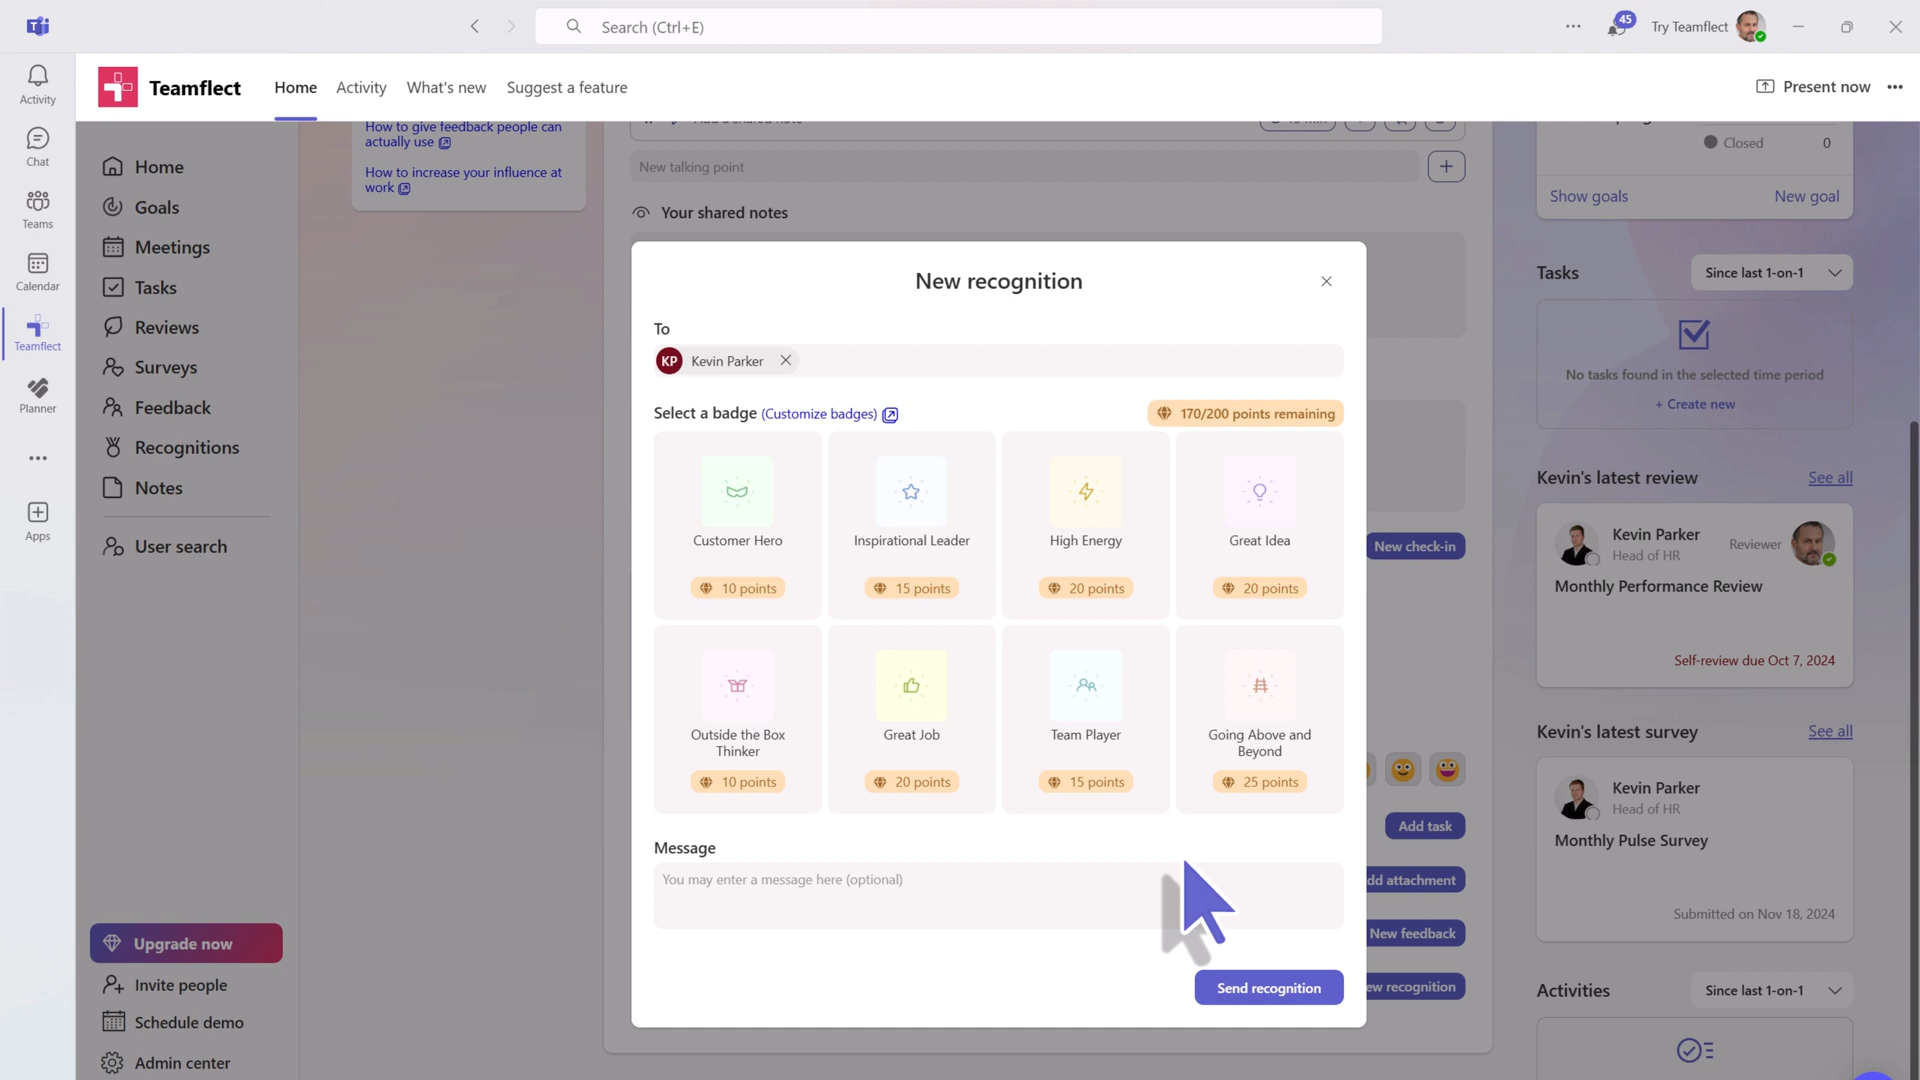 Search (Ctrl+E)
45
Try Teamflect
Teamflect
Home
Activity
What's new
Suggest a feature
Present now
Activity
Chat
Teams
Calendar
Teamflect
Planner
Apps
Home
Goals
Meetings
Tasks
Reviews
Surveys
Feedback
Recognitions
Notes
User search
Upgrade now
Invite people
Schedule demo
Admin center
How to give feedback people can
actually use
How to increase your influence at
work
New talking point
Your shared notes
New recognition
To
KP Kevin Parker
Select a badge (Customize badges)
170/200 points remaining
Customer Hero
10 points
Inspirational Leader
15 points
High Energy
20 points
Great Idea
20 points
Outside the Box
Thinker
10 points
Great Job
20 points
Team Player
15 points
Going Above and
Beyond
25 points
Message
You may enter a message here (optional)
Send recognition
New check-in
Add task
dd attachment
New feedback
ew recognition
Closed 0
Show goals
New goal
Tasks
Since last 1-on-1
No tasks found in the selected time period
+ Create new
Kevin's latest review
See all
Kevin Parker
Head of HR
Reviewer
Monthly Performance Review
Self-review due Oct 7, 2024
Kevin's latest survey
See all
Kevin Parker
Head of HR
Monthly Pulse Survey
Submitted on Nov 18, 2024
Activities
Since last 1-on-1